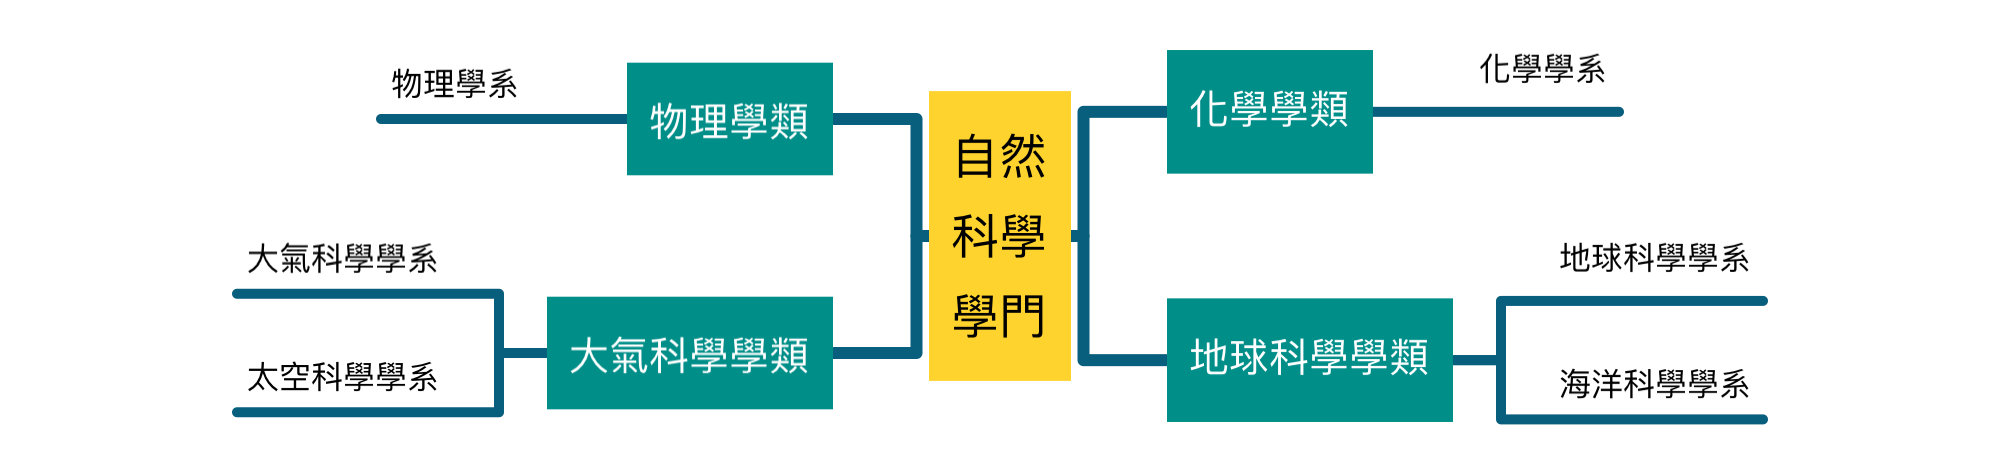 自然
科學
學門
物理學類
物理學系
大氣科學學類
大氣科學學系
太空科學學系
化學學類
化學學系
地球科學學類
地球科學學系
海洋科學學系